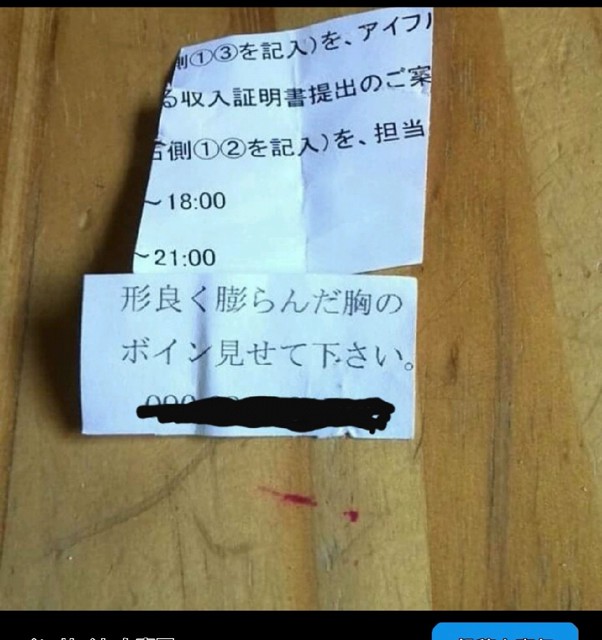 側①③を記入)を、アイフ
る収入証明書提出のご案
右側①②を記入)を、担当
～18:00
～21:00
形良く膨らんだ胸の
ボイン見せて下さい。